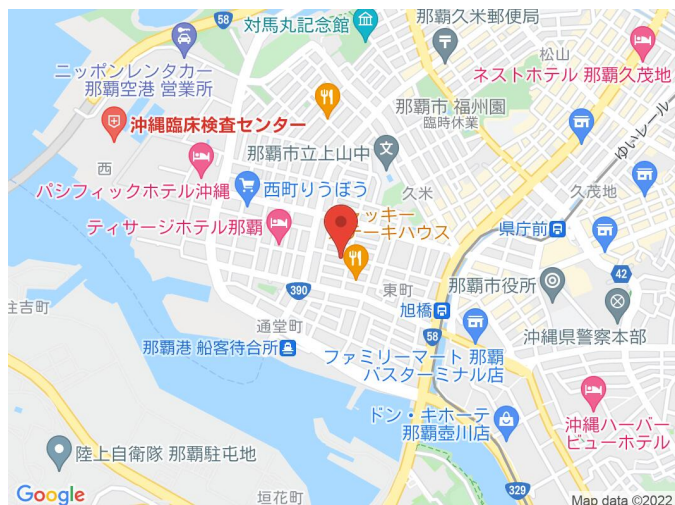 58
対馬丸記念館
那覇久米郵便局
松山
ニッポンレンタカー
那覇空港 営業所
ネストホテル 那覇久茂地
那覇市 福州園
臨時休業
ゆいレール
沖縄臨床検査センター
那覇市立上山中
西
パシフィックホテル沖縄
西町りうぼう
久米
久茂地
ッキー
テーキハウス
ティサージホテル那覇
県庁前
42
390
東町
那覇市役所
住吉町
旭橋
通堂町
58
沖縄県警察本部
那覇港 船客待合所
ファミリーマート 那覇
バスターミナル店
ドン・キホーテ
那覇壺川店
沖縄ハーバー
ビューホテル
陸上自衛隊 那覇駐屯地
329
垣花町
Google
Map data ©2022